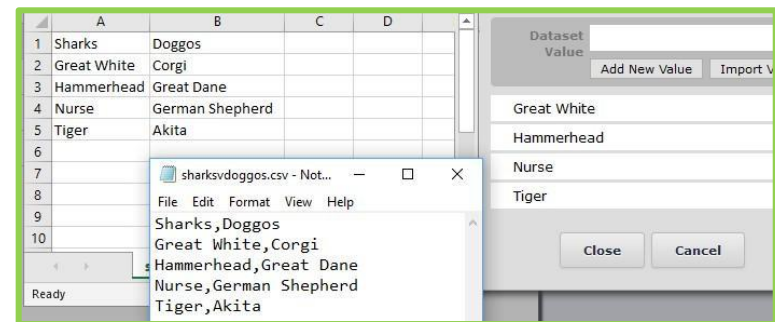 A B C D
1 Sharks Doggos
2 Great White Corgi
3 Hammerhead Great Dane
4 Nurse German Shepherd
5 Tiger Akita
6
7
8
9
10
Ready
sharksvdoggos.csv - Not...
File Edit Format View Help
Sharks,Doggos
Great White,Corgi
Hammerhead,Great Dane
Nurse,German Shepherd
Tiger,Akita
Dataset
Value
Add New Value Import V
Great White
Hammerhead
Nurse
Tiger
Close Cancel